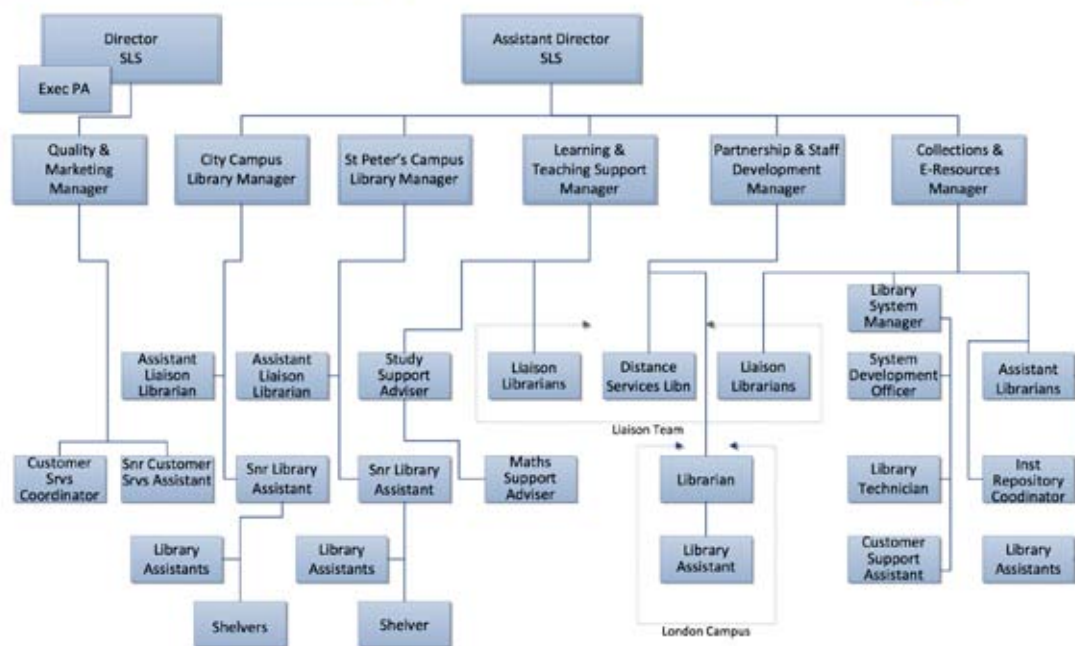 Director
SLS
Exec PA
Assistant Director
SLS
Quality &
Marketing
Manager
City Campus
Library Manager
St Peter's Campus
Library Manager
Learning &
Teaching Support
Manager
Partnership & Staff
Development
Manager
Collections &
E-Resources
Manager
Library
System
Manager
Assistant
Liaison
Librarian
Assistant
Liaison
Librarian
Study
Support
Adviser
Liaison
Librarians
Distance
Services Libn
Liaison
Librarians
System
Development
Officer
Assistant
Librarians
Liaison Team
Customer
Srvs
Coordinator
Snr Customer
Srvs Assistant
Snr Library
Assistant
Snr Library
Assistant
Maths
Support
Adviser
Librarian
Library
Technician
Inst
Repository
Coodinator
Library
Assistants
Library
Assistants
Library
Assistant
Customer
Support
Assistant
Library
Assistants
Shelvers
Shelver
London Campus